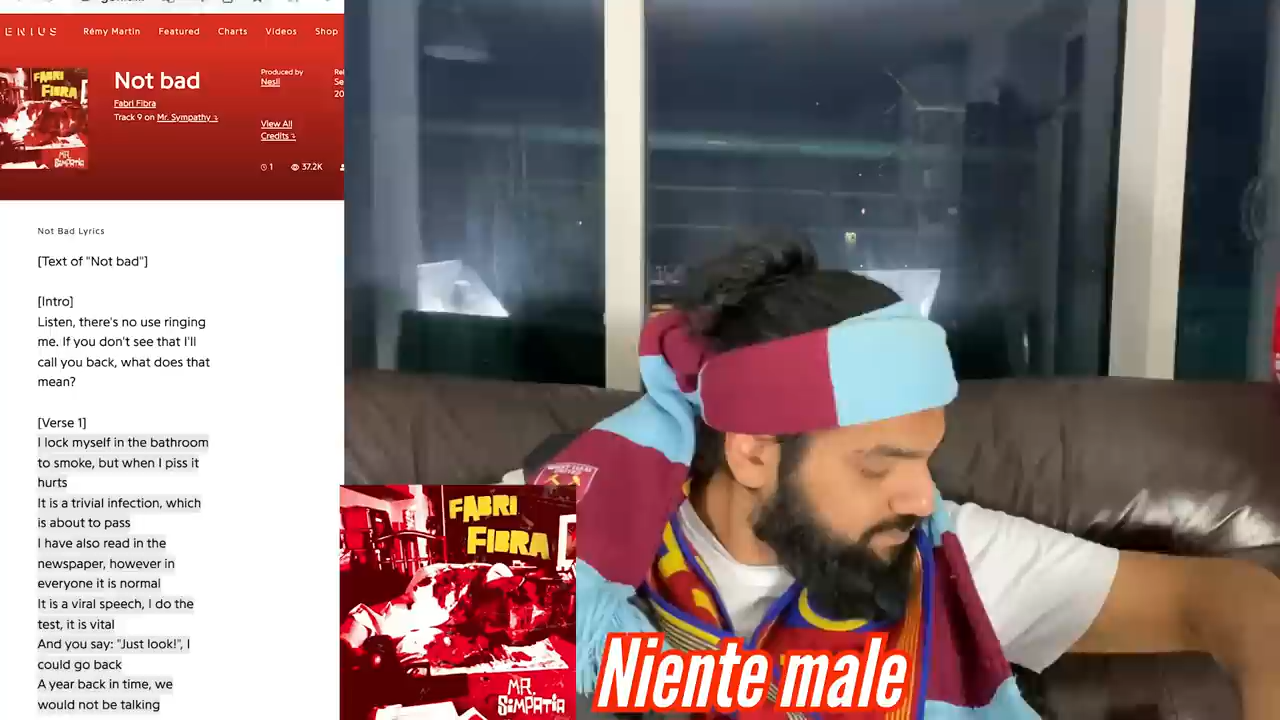 ENIUS
Rémy Martin Featured Charts Videos Shop
FABRI
FIBRA
MR.
SIMPATIA
Not bad
Fabri Fibra
Track 9 on Mr. Sympathy
Produced by
Nesli
View All
Credits
1 37.2K
Rel
Se
20
Not Bad Lyrics
[Text of "Not bad"]
[Intro]
Listen, there's no use ringing
me. If you don't see that I'll
call you back, what does that
mean?
[Verse 1]
I lock myself in the bathroom
to smoke, but when I piss it
hurts
It is a trivial infection, which
is about to pass
I have also read in the
newspaper, however in
everyone it is normal
It is a viral speech, I do the
test, it is vital
And you say: "Just look!", I
could go back
A year back in time, we
would not be talking
FABRI
FIBRA
MR.
SIMPATIA
Niente male